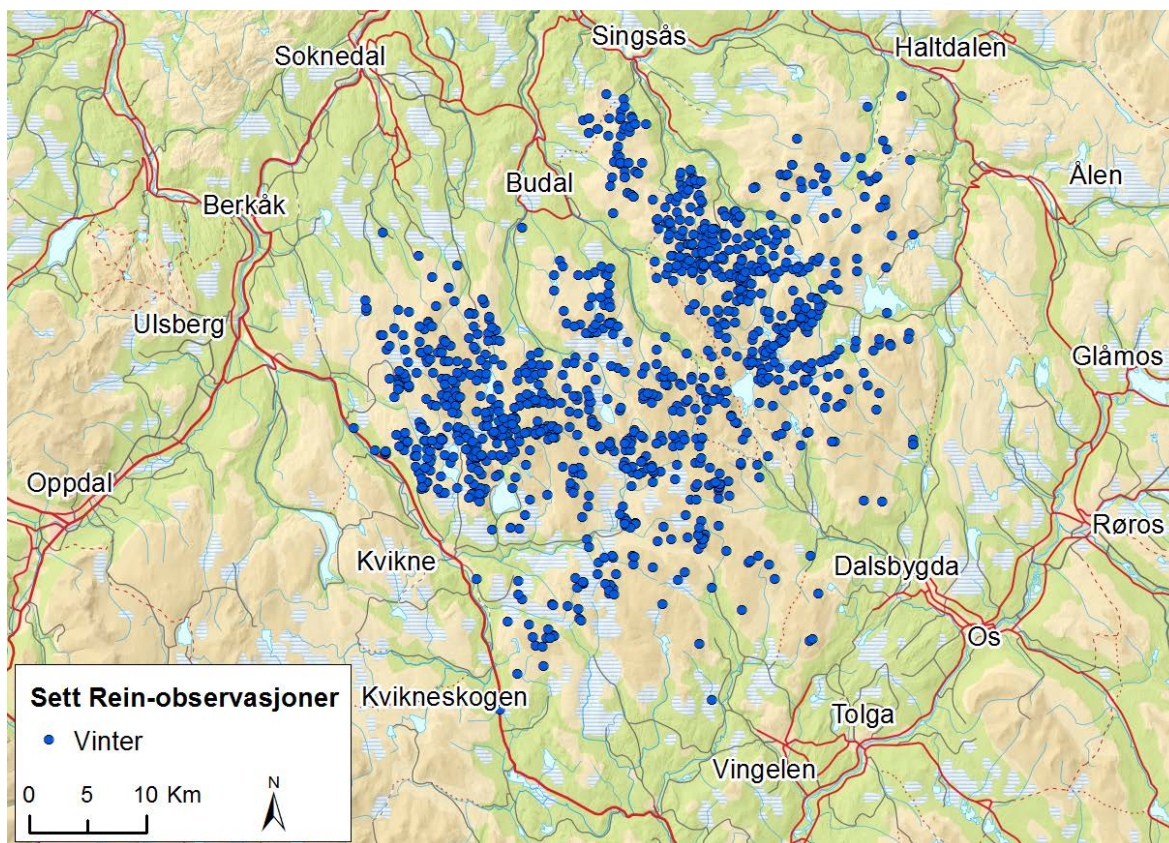 Singsås
Haltdalen
Soknedal
Ålen
Budal
Berkåk
Ulsberg
Glåmos
Oppdal
Røros
Kvikne
Dalsbygda
Os
Kvikneskogen
Tolga
Vingelen
Sett Rein-observasjoner
Vinter
0 5 10 Km
N